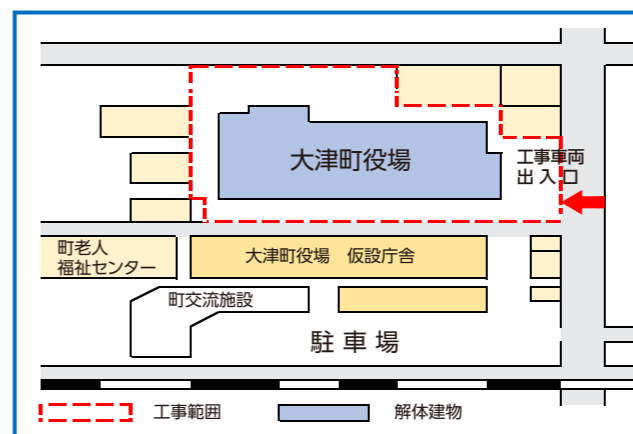 大津町役場
工事車両
出入口
町老人
福祉センター
大津町役場　仮設庁舎
町交流施設
駐車場
工事範囲
解体建物